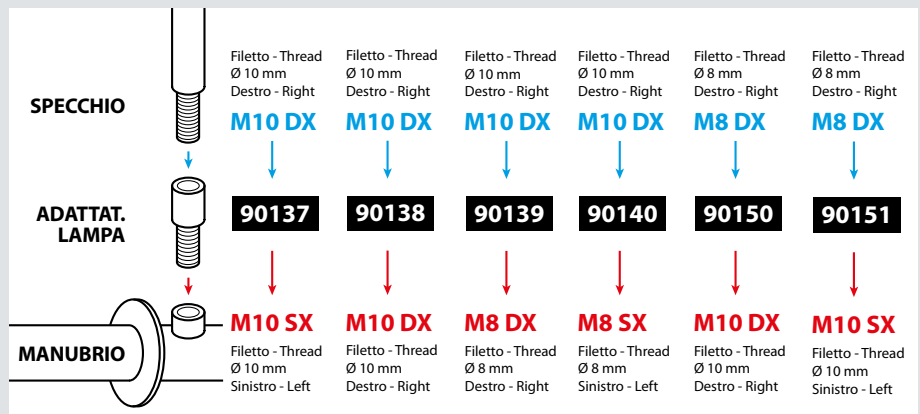 Filetto - Thread
Ø 10 mm
Destro - Right
M10 DX
Filetto - Thread
Ø 10 mm
Destro - Right
M10 DX
Filetto - Thread
Ø 10 mm
Destro - Right
M10 DX
Filetto - Thread
Ø 10 mm
Destro - Right
M10 DX
Filetto - Thread
Ø 8 mm
Destro - Right
M8 DX
Filetto - Thread
Ø 8 mm
Destro - Right
M8 DX
SPECCHIO
ADATTAT.
LAMPA
90137
90138
90139
90140
90150
90151
MANUBRIO
M10 SX
Filetto - Thread
Ø 10 mm
Sinistro - Left
M10 DX
Filetto - Thread
Ø 10 mm
Destro - Right
M8 DX
Filetto - Thread
Ø 8 mm
Destro - Right
M8 SX
Filetto - Thread
Ø 8 mm
Sinistro - Left
M10 DX
Filetto - Thread
Ø 10 mm
Destro - Right
M10 SX
Filetto - Thread
Ø 10 mm
Sinistro - Left